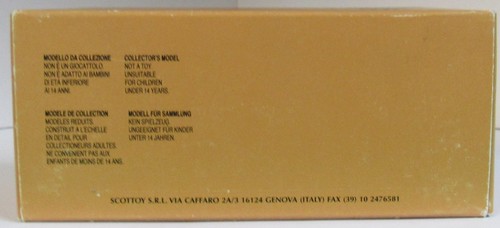 MODELLO DA COLLEZIONE
NON È UN GIOCATTOLO.
NON È ADATTO AI BAMBINI
DI ETÀ INFERIORE
AI 14 ANNI.
COLLECTOR'S MODEL
NOT A TOY.
UNSUITABLE
FOR CHILDREN
UNDER 14 YEARS.
MODELE DE COLLECTION
MODELES REDUITS.
CONSTRUIT A L'ECHELLE
EN DETAIL POUR
COLLECTIONEURS ADULTES.
NE CONVIENT PAS AUX
ENFANTS DE MOINS DE 14 ANS.
MODELL FÜR SAMMLUNG
KEIN SPIELZEUG.
UNGEEIGNET FÜR KINDER
UNTER 14 JAHREN.
SCOTTOY S.R.L. VIA CAFFARO 2A/3 16124 GENOVA (ITALY) FAX (39) 10 2476581